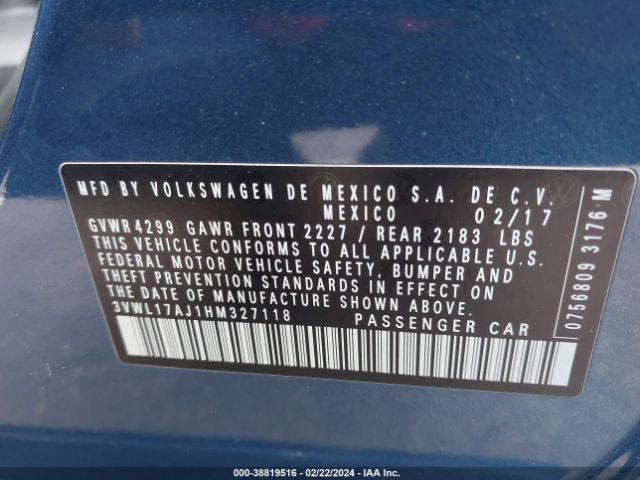 MFD BY VOLKSWAGEN DE MEXICO S.A. DE C.V.
MEXICO 02/17
GVWR 4299 GAWR FRONT 2227 / REAR 2183 LBS
THIS VEHICLE CONFORMS TO ALL APPLICABLE U.S.
FEDERAL MOTOR VEHICLE SAFETY, BUMPER AND
THEFT PREVENTION STANDARDS IN EFFECT ON
THE DATE OF MANUFACTURE SHOWN ABOVE.
3VWL17AJ1HM327118 PASSENGER CAR
0756809 3176 M
000-38819516 - 02/22/2024 - IAA Inc.